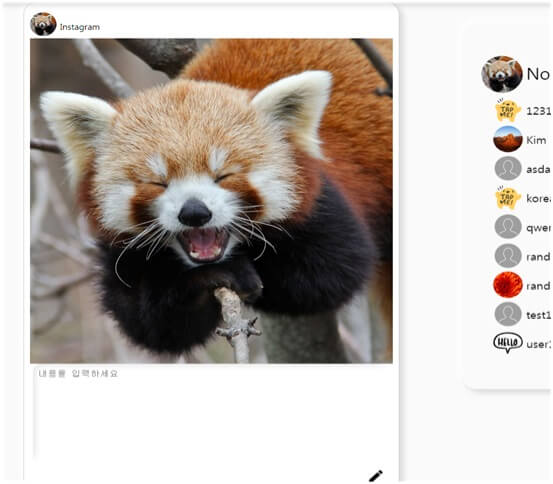 Instagram
내용을 입력하세요
No
TAP ME!
1231
Kim
asda
TAP ME!
korea
qwer
rand
rand
test1
HELLO
user1